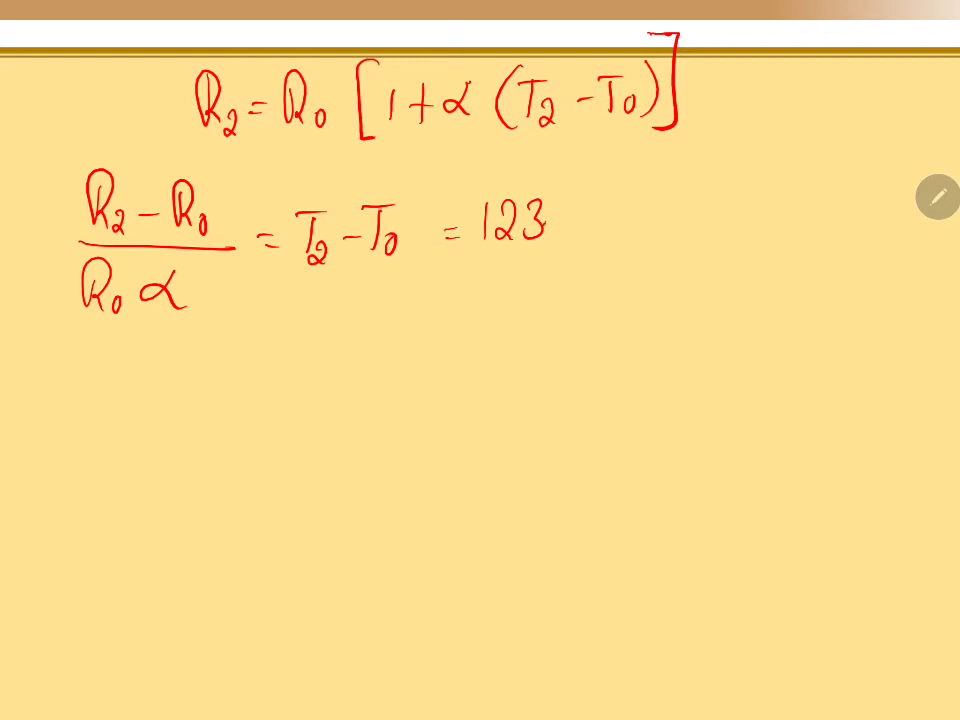 R₂ = R₀ [1 + α (T₂ − T₀)]
(R₂ − R₀) / (R₀ α) = T₂ − T₀ = 123